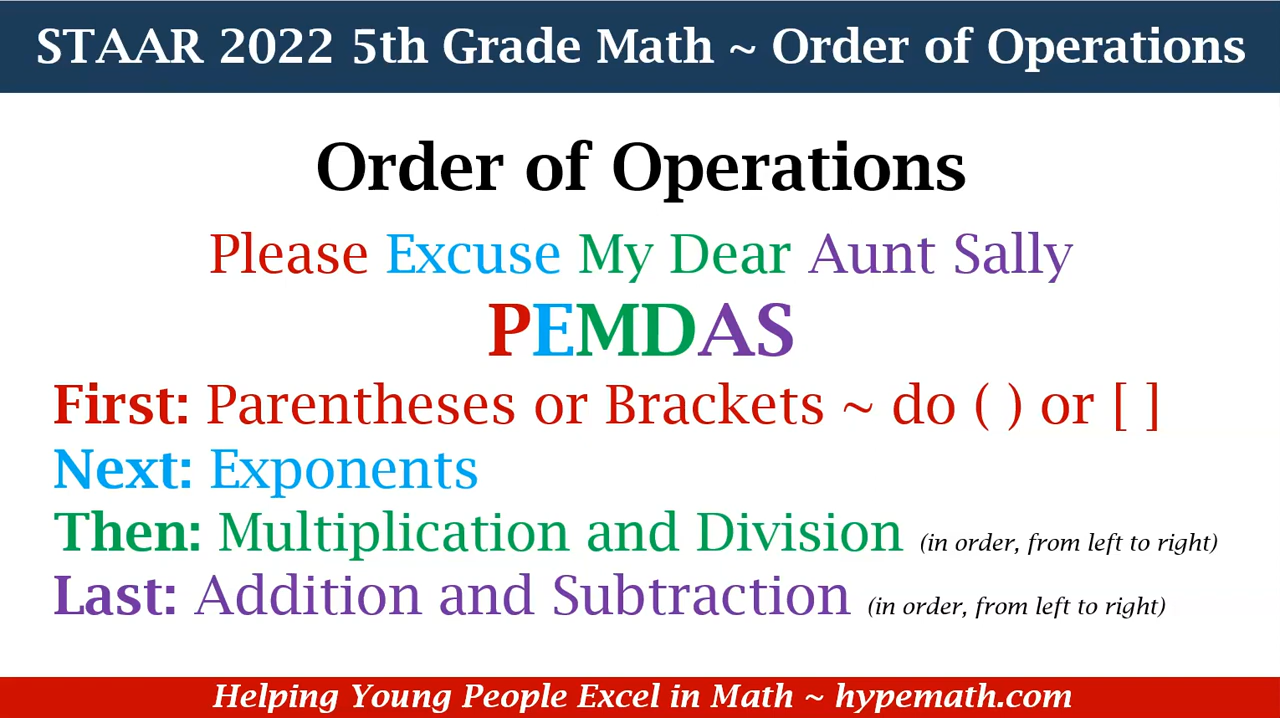 STAAR 2022 5th Grade Math ~ Order of Operations
Order of Operations
Please Excuse My Dear Aunt Sally
PEMDAS
First: Parentheses or Brackets ~ do ( ) or [ ]
Next: Exponents
Then: Multiplication and Division (in order, from left to right)
Last: Addition and Subtraction (in order, from left to right)
Helping Young People Excel in Math ~ hypemath.com